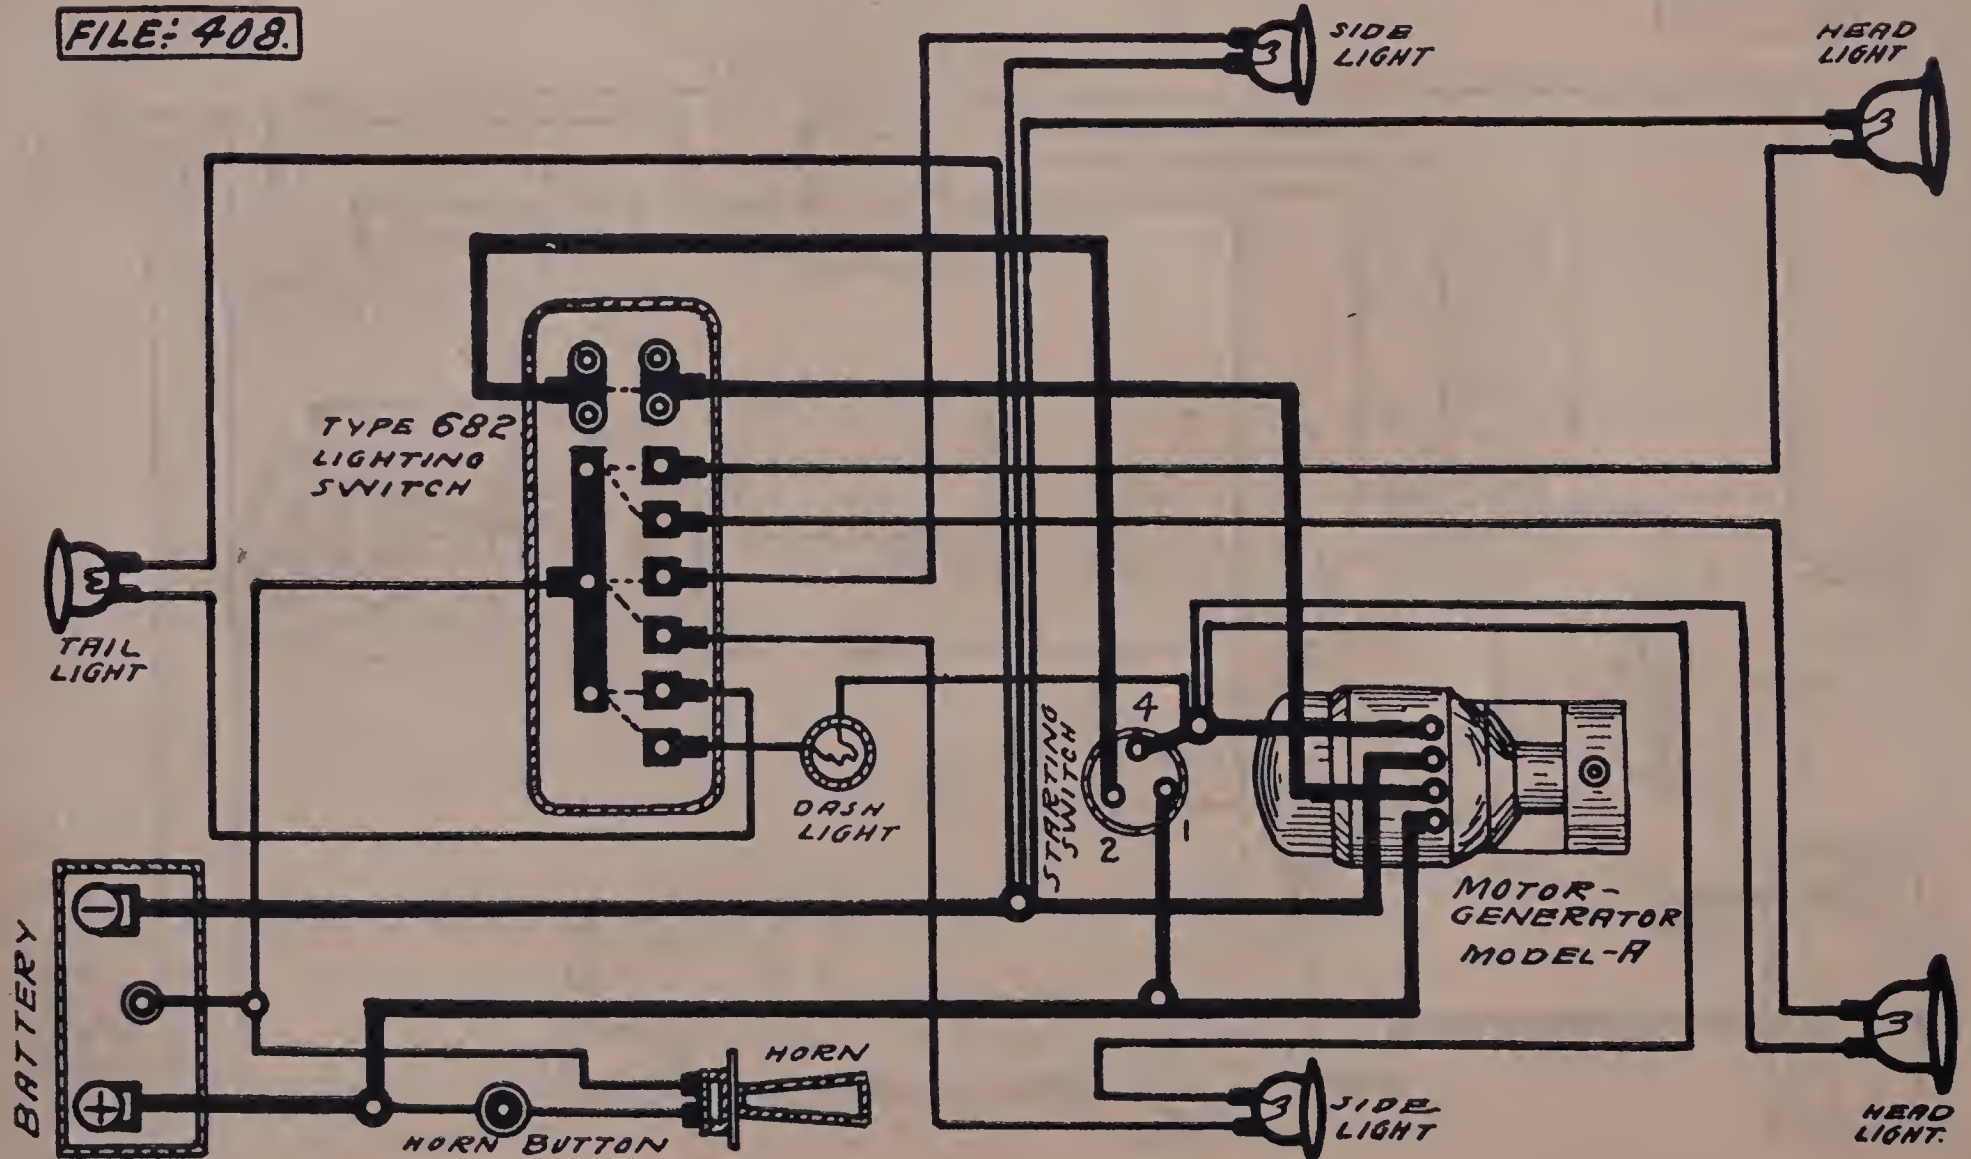 FILE:- 408.
SIDE
LIGHT
HEAD
LIGHT
TYPE 682
LIGHTING
SWITCH
TAIL
LIGHT
DASH
LIGHT
STARTING
SWITCH
4
2
1
MOTOR-
GENERATOR
MODEL-A
BATTERY
HORN
HORN BUTTON
SIDE
LIGHT
HEAD
LIGHT.